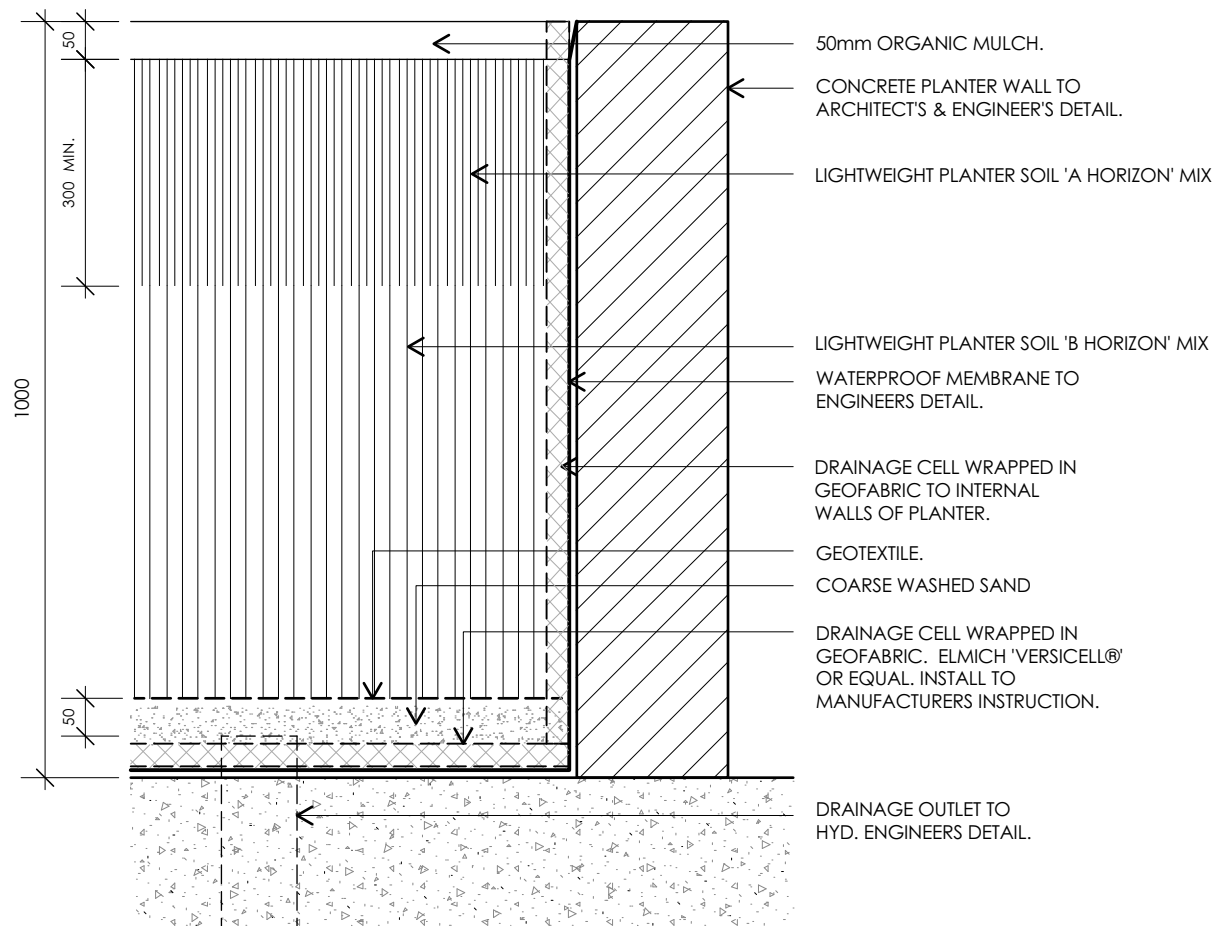 50
50mm ORGANIC MULCH.
CONCRETE PLANTER WALL TO
ARCHITECT'S & ENGINEER'S DETAIL.
300 MIN.
LIGHTWEIGHT PLANTER SOIL 'A HORIZON' MIX
LIGHTWEIGHT PLANTER SOIL 'B HORIZON' MIX
WATERPROOF MEMBRANE TO
ENGINEERS DETAIL.
1000
DRAINAGE CELL WRAPPED IN
GEOFABRIC TO INTERNAL
WALLS OF PLANTER.
GEOTEXTILE.
COARSE WASHED SAND
DRAINAGE CELL WRAPPED IN
GEOFABRIC. ELMICH 'VERSICELL®'
OR EQUAL. INSTALL TO
MANUFACTURERS INSTRUCTION.
50
DRAINAGE OUTLET TO
HYD. ENGINEERS DETAIL.